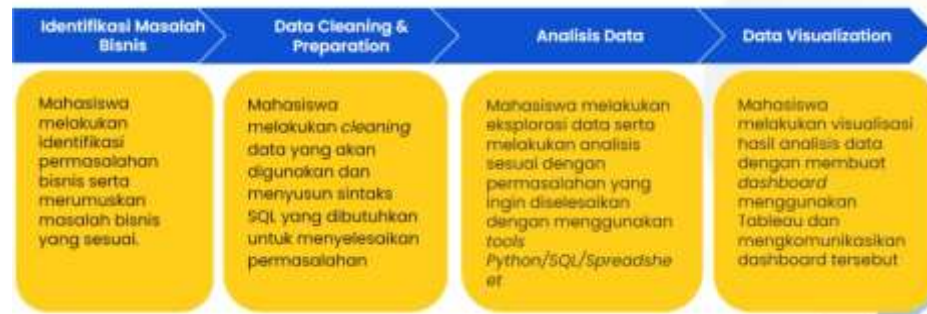 Identifikasi Masalah
Bisnis
Data Cleaning &
Preparation
Analisis Data
Data Visualization
Mahasiswa
melakukan
identifikasi
permasalahan
bisnis serta
merumuskan
masalah bisnis
yang sesuai.
Mahasiswa
melakukan cleaning
data yang akan
digunakan dan
menyusun sintaks
SQL yang dibutuhkan
untuk menyelesaikan
permasalahan
Mahasiswa melakukan
eksplorasi data serta
melakukan analisis
sesuai dengan
permasalahan yang
ingin diselesaikan
dengan menggunakan
tools
Python/SQL/Spreadshe
et
Mahasiswa
melakukan visualisasi
hasil analisis data
dengan membuat
dashboard
menggunakan
Tableau dan
mengkomunikasikan
dashboard tersebut